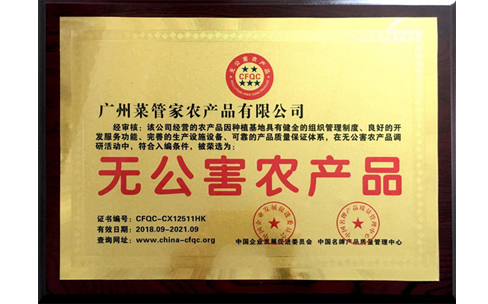 无公害农产品
CFQC
广州菜管家农产品有限公司
经审核：该公司经营的农产品因种植基地具有健全的组织管理制度、良好的开
发服务功能、完善的生产设施设备、可靠的产品质量保证体系，在无公害农产品调
研活动中，符合入编条件，被荣选为：
无公害农产品
证书编号：CFQC-CX12511HK
有效日期：2018.09-2021.09
查询网址：www.china-cfqc.org
中国企业发展促进委员会 中国名牌产品质量管理中心